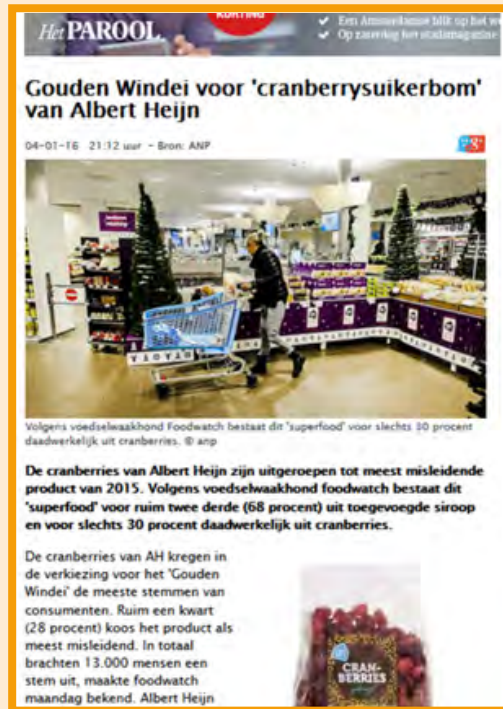 KORTING
Het PAROOL
Een Amsterdamse blik op het we
Op zaterdag het stadsmagazine
Gouden Windei voor 'cranberrysuikerbom'
van Albert Heijn
04-01-16 21:12 uur - Bron: ANP
Volgens voedselwaakhond Foodwatch bestaat dit 'superfood' voor slechts 30 procent
daadwerkelijk uit cranberries. © anp
De cranberries van Albert Heijn zijn uitgeroepen tot meest misleidende
product van 2015. Volgens voedselwaakhond foodwatch bestaat dit
'superfood' voor ruim twee derde (68 procent) uit toegevoegde siroop
en voor slechts 30 procent daadwerkelijk uit cranberries.
De cranberries van AH kregen in
de verkiezing voor het 'Gouden
Windei' de meeste stemmen van
consumenten. Ruim een kwart
(28 procent) koos het product als
meest misleidend. In totaal
brachten 13.000 mensen een
stem uit, maakte foodwatch
maandag bekend. Albert Heijn
CRAN-
BERRIES